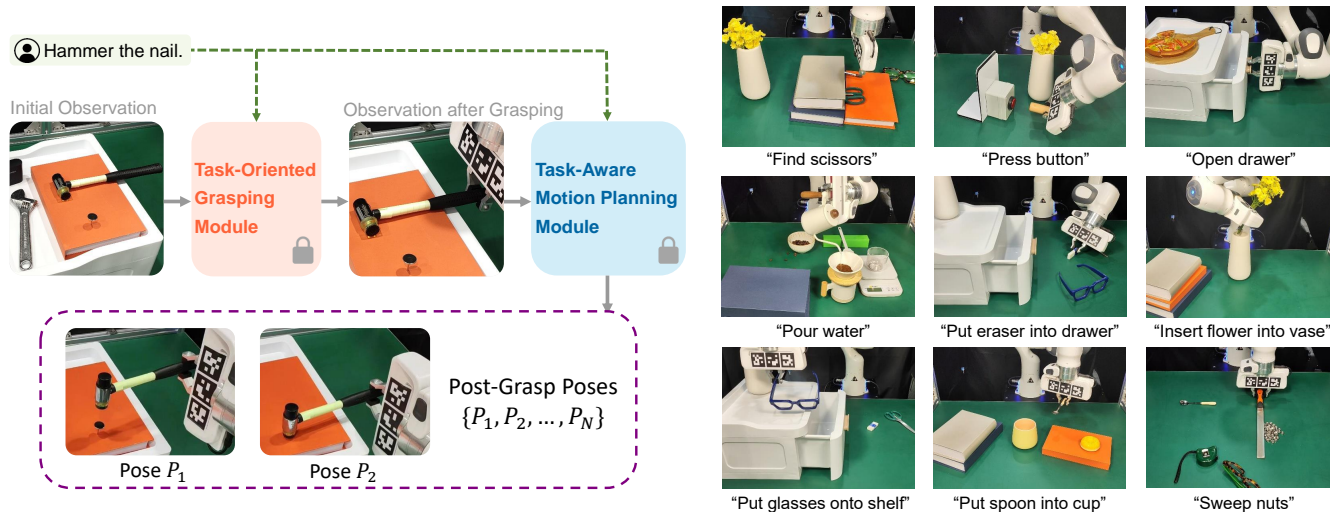 Hammer the nail.
Initial Observation
Observation after Grasping
Task-Oriented
Grasping
Module
Task-Aware
Motion Planning
Module
Post-Grasp Poses
{P₁, P₂, … , P_N}
Pose P₁
Pose P₂
“Find scissors”
“Press button”
“Open drawer”
“Pour water”
“Put eraser into drawer”
“Insert flower into vase”
“Put glasses onto shelf”
“Put spoon into cup”
“Sweep nuts”